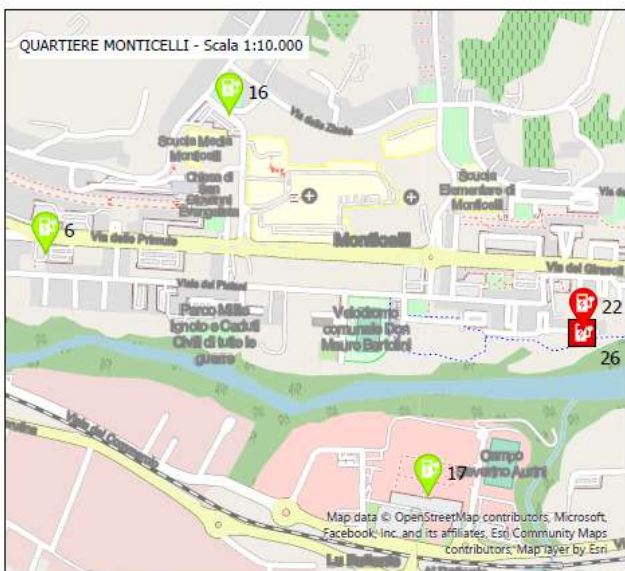 QUARTIERE MONTICELLI - Scala 1:10.000
16
Via delle Zeppelle
Scuola Media
Monticelli
Chiesa di
San
Giovanni
Evangelista
Scuola
Elementare di
Monticelli
6
Via delle Primule
Monticelli
Via dei Girasoli
Viale dei Platani
22
Parco Milite
Ignoto e Caduti
Civili di tutte le
guerre
Velodromo
comunale Don
Mauro Bartolini
26
Viale del Commercio
Campo
Severino Aurini
17
Map data © OpenStreetMap contributors, Microsoft,
Facebook, Inc. and its affiliates, Esri Community Maps
contributors, Map layer by Esri